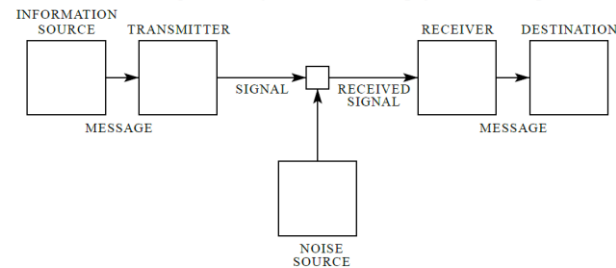 INFORMATION
SOURCE
TRANSMITTER
RECEIVER
DESTINATION
SIGNAL
RECEIVED
SIGNAL
MESSAGE
MESSAGE
NOISE
SOURCE